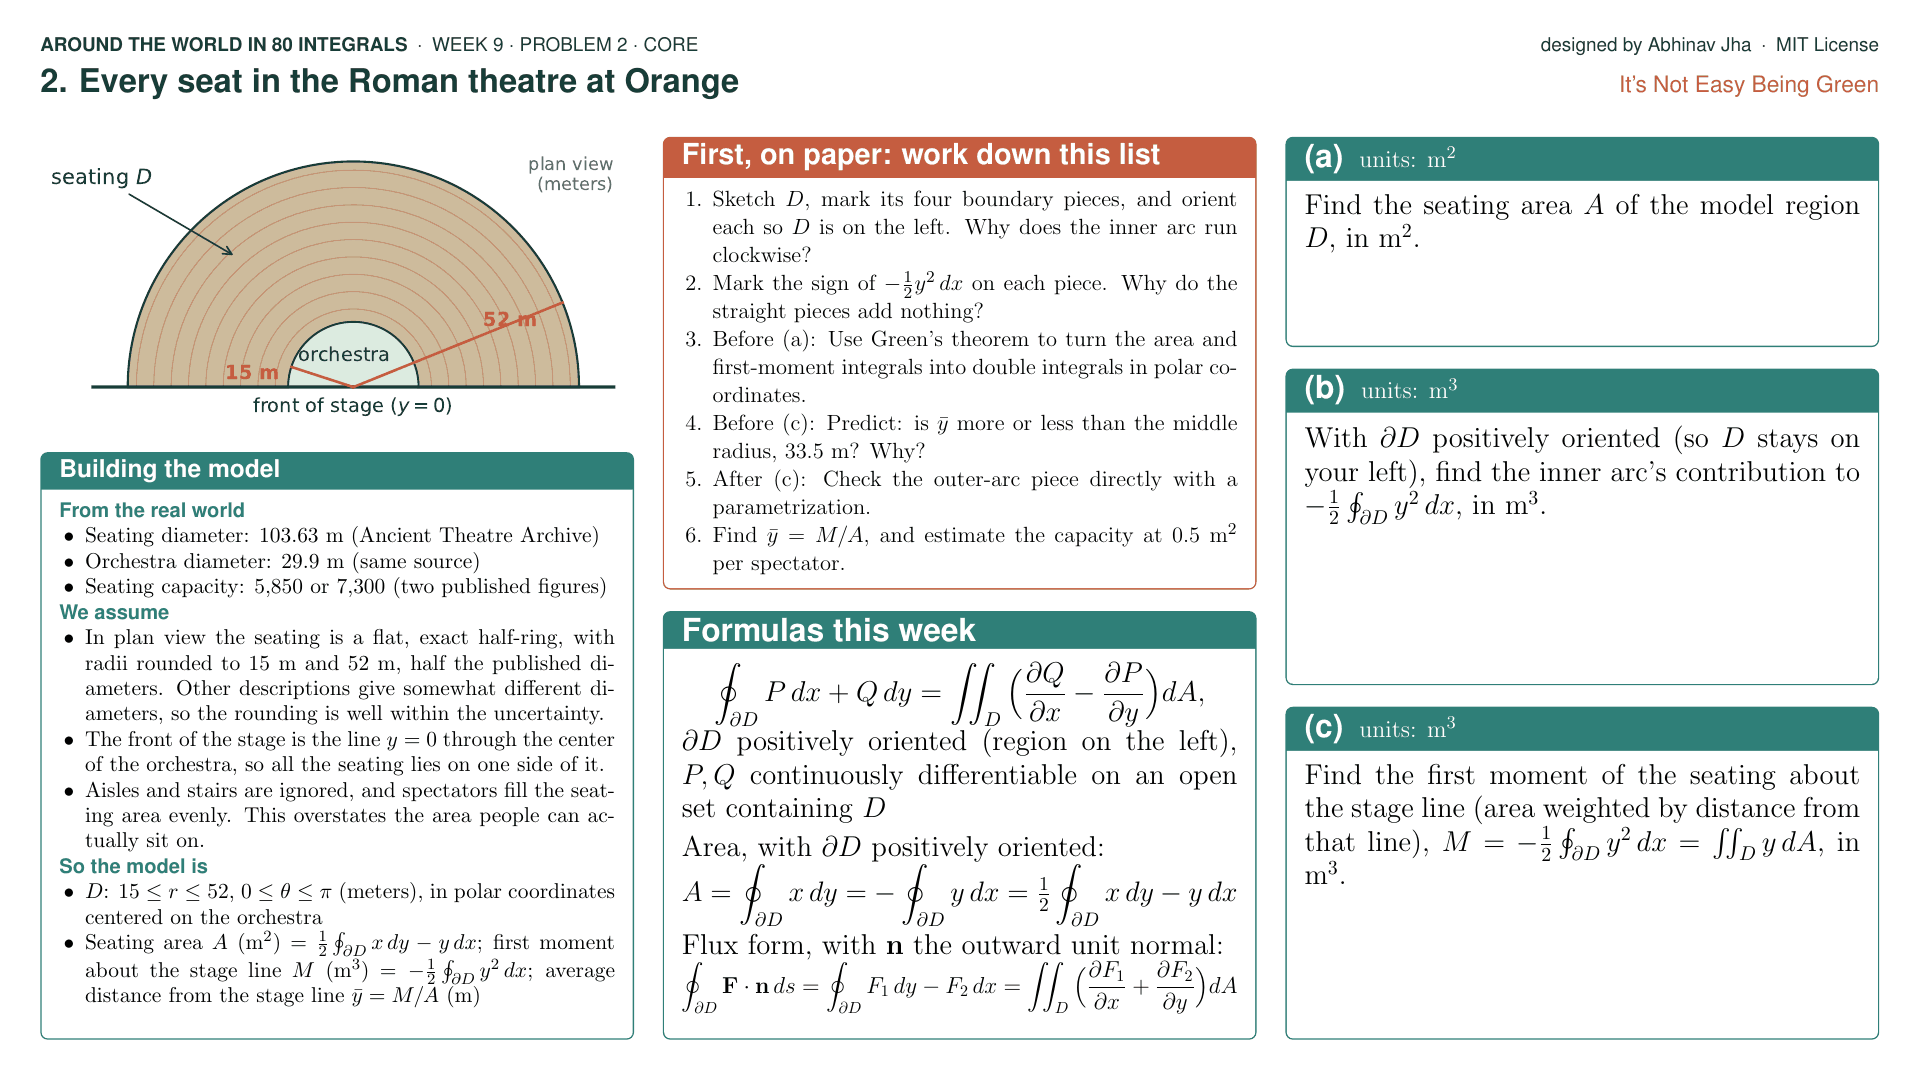 AROUND THE WORLD IN 80 INTEGRALS · WEEK 9 · PROBLEM 2 · CORE
designed by Abhinav Jha · MIT License
2. Every seat in the Roman theatre at Orange
It's Not Easy Being Green
seating D
plan view
(meters)
52 m
orchestra
15 m
front of stage (y = 0)
Building the model
From the real world
• Seating diameter: 103.63 m (Ancient Theatre Archive)
• Orchestra diameter: 29.9 m (same source)
• Seating capacity: 5,850 or 7,300 (two published figures)
We assume
• In plan view the seating is a flat, exact half-ring, with
radii rounded to 15 m and 52 m, half the published di-
ameters. Other descriptions give somewhat different di-
ameters, so the rounding is well within the uncertainty.
• The front of the stage is the line y = 0 through the center
of the orchestra, so all the seating lies on one side of it.
• Aisles and stairs are ignored, and spectators fill the seat-
ing area evenly. This overstates the area people can ac-
tually sit on.
So the model is
• D: 15 ≤ r ≤ 52, 0 ≤ θ ≤ π (meters), in polar coordinates
centered on the orchestra
• Seating area A (m²) = ½ ∮_{∂D} x dy − y dx; first moment
about the stage line M (m³) = −½ ∮_{∂D} y² dx; average
distance from the stage line ȳ = M/A (m)
First, on paper: work down this list
1. Sketch D, mark its four boundary pieces, and orient
each so D is on the left. Why does the inner arc run
clockwise?
2. Mark the sign of −½y² dx on each piece. Why do the
straight pieces add nothing?
3. Before (a): Use Green's theorem to turn the area and
first-moment integrals into double integrals in polar co-
ordinates.
4. Before (c): Predict: is ȳ more or less than the middle
radius, 33.5 m? Why?
5. After (c): Check the outer-arc piece directly with a
parametrization.
6. Find ȳ = M/A, and estimate the capacity at 0.5 m²
per spectator.
Formulas this week
∮_{∂D} P dx + Q dy = ∬_D (∂Q/∂x − ∂P/∂y) dA,
∂D positively oriented (region on the left),
P, Q continuously differentiable on an open
set containing D
Area, with ∂D positively oriented:
A = ∮_{∂D} x dy = − ∮_{∂D} y dx = ½ ∮_{∂D} x dy − y dx
Flux form, with n the outward unit normal:
∮_{∂D} F · n ds = ∮_{∂D} F₁ dy − F₂ dx = ∬_D (∂F₁/∂x + ∂F₂/∂y) dA
(a) units: m²
Find the seating area A of the model region
D, in m².
(b) units: m³
With ∂D positively oriented (so D stays on
your left), find the inner arc's contribution to
−½ ∮_{∂D} y² dx, in m³.
(c) units: m³
Find the first moment of the seating about
the stage line (area weighted by distance from
that line), M = −½ ∮_{∂D} y² dx = ∬_D y dA, in
m³.